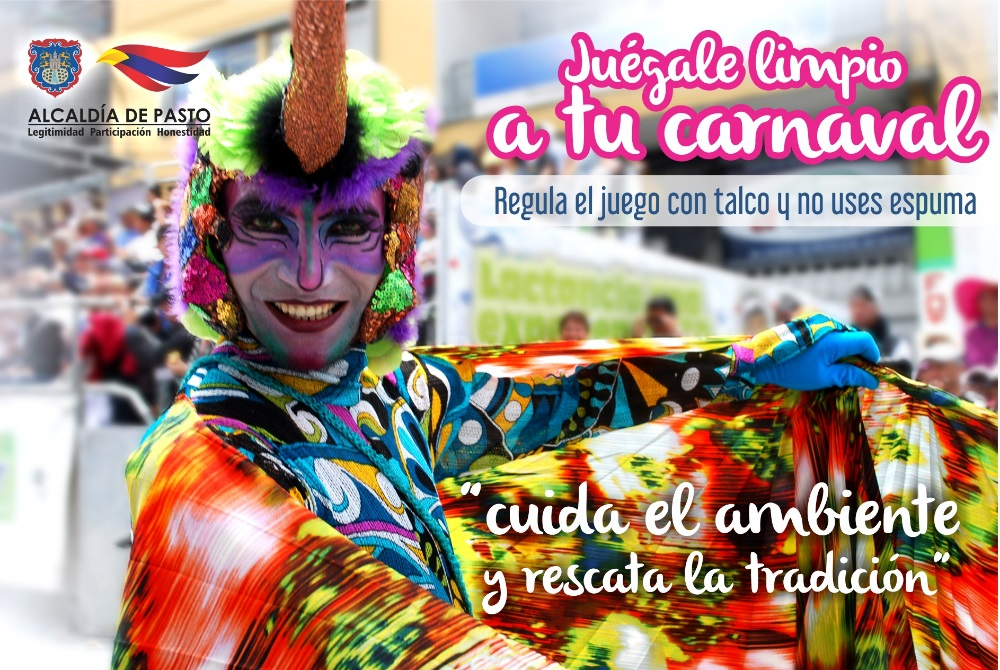 ALCALDÍA DE PASTO
Legitimidad Participación Honestidad
Juégale limpio
a tu carnaval
Regula el juego con talco y no uses espuma
Lactancia
"cuida el ambiente
y rescata la tradición"